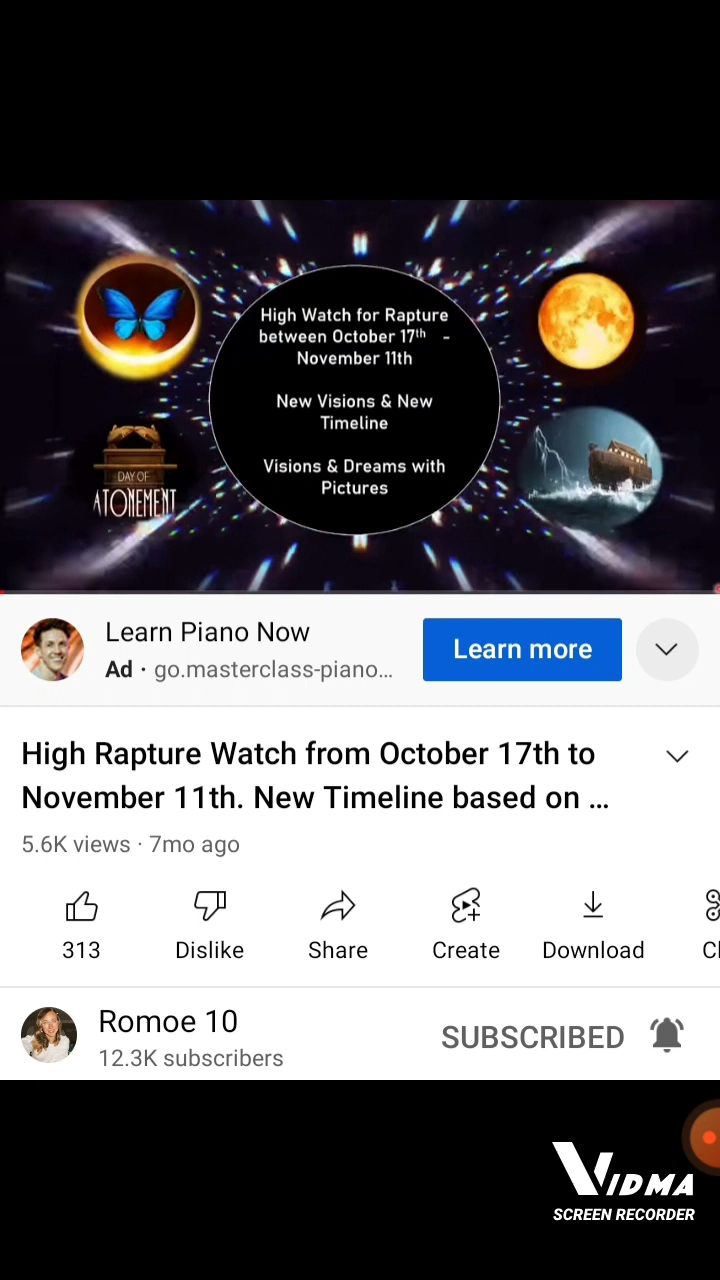 High Watch for Rapture
between October 17th -
November 11th
New Visions & New
Timeline
Visions & Dreams with
Pictures
DAY OF
ATONEMENT
Learn Piano Now
Ad · go.masterclass-piano...
Learn more
High Rapture Watch from October 17th to
November 11th. New Timeline based on ...
5.6K views · 7mo ago
313
Dislike
Share
Create
Download
Cl
Romoe 10
12.3K subscribers
SUBSCRIBED
VIDMA
SCREEN RECORDER